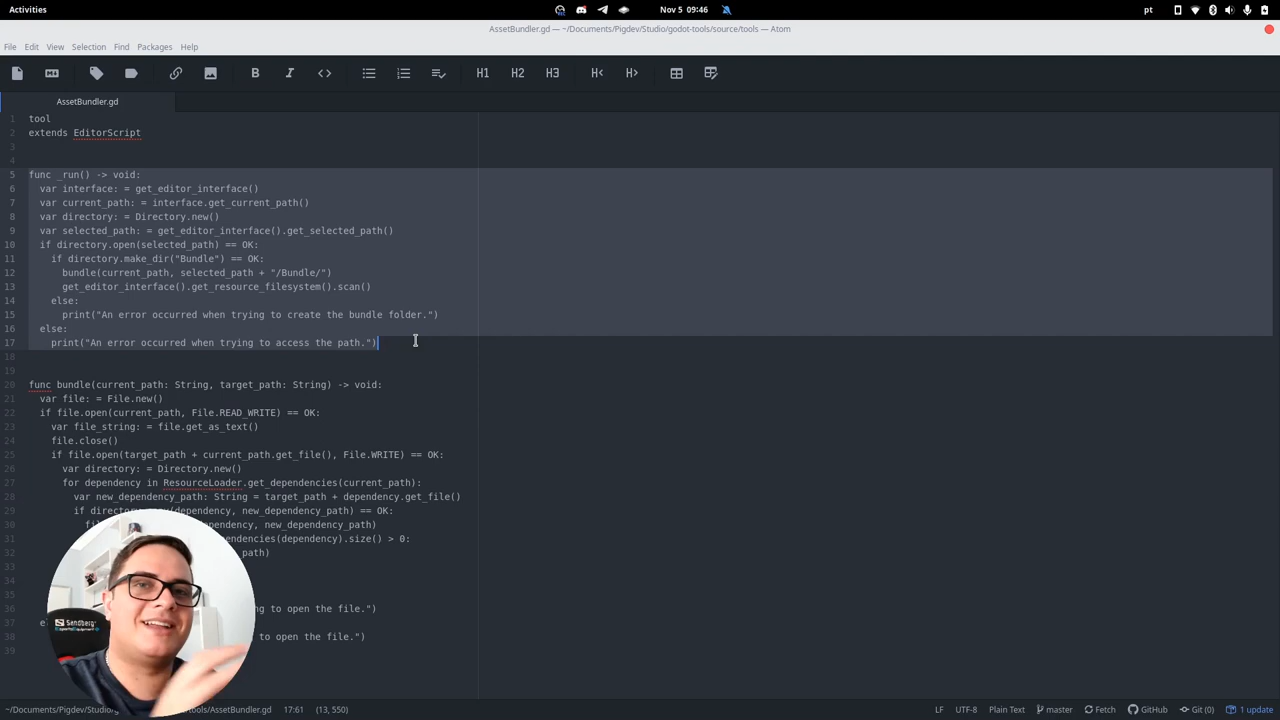 Activities
Nov 5 09:46
pt
AssetBundler.gd — ~/Documents/Pigdev/Studio/godot-tools/source/tools — Atom
File Edit View Selection Find Packages Help
B I H1 H2 H3 H< H>
AssetBundler.gd
1 tool
2 extends EditorScript
3
4
5 func _run() -> void:
6 var interface: = get_editor_interface()
7 var current_path: = interface.get_current_path()
8 var directory: = Directory.new()
9 var selected_path: = get_editor_interface().get_selected_path()
10 if directory.open(selected_path) == OK:
11 if directory.make_dir("Bundle") == OK:
12 bundle(current_path, selected_path + "/Bundle/")
13 get_editor_interface().get_resource_filesystem().scan()
14 else:
15 print("An error occurred when trying to create the bundle folder.")
16 else:
17 print("An error occurred when trying to access the path.")
18
19
20 func bundle(current_path: String, target_path: String) -> void:
21 var file: = File.new()
22 if file.open(current_path, File.READ_WRITE) == OK:
23 var file_string: = file.get_as_text()
24 file.close()
25 if file.open(target_path + current_path.get_file(), File.WRITE) == OK:
26 var directory: = Directory.new()
27 for dependency in ResourceLoader.get_dependencies(current_path):
28 var new_dependency_path: String = target_path + dependency.get_file()
29 if dependency, new_dependency_path) == OK:
30 dependency, new_dependency_path)
31 (dependency).size() > 0:
32 path)
33
34
35
36 to open the file.")
37
38 to open the file.")
39
Sandberg
~/Documents/Pigdev/Studio/ /tools/AssetBundler.gd 17:61 (13, 550)
LF UTF-8 Plain Text master Fetch GitHub Git (0) 1 update